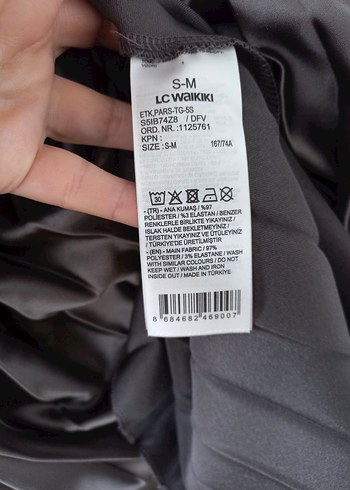 S-M
LC WAIKIKI
ETK,PARS-TG-5S
S5IB74Z8 / DFV
ORD. NR. :1125761
KPN :
SIZE : S-M 167/74A
30
- (TR) - ANA KUMAŞ / %97
POLİESTER / %3 ELASTAN / BENZER
RENKLERLE BİRLİKTE YIKAYINIZ /
ISLAK HALDE BEKLETMEYİNİZ /
TERSTEN YIKAYINIZ VE ÜTÜLEYİNİZ
/ TÜRKİYE'DE ÜRETİLMİŞTİR
- (EN) - MAIN FABRIC / 97%
POLYESTER / 3% ELASTANE / WASH
WITH SIMILAR COLOURS / DO NOT
KEEP WET / WASH AND IRON
INSIDE OUT / MADE IN TÜRKİYE
8 684682 469007